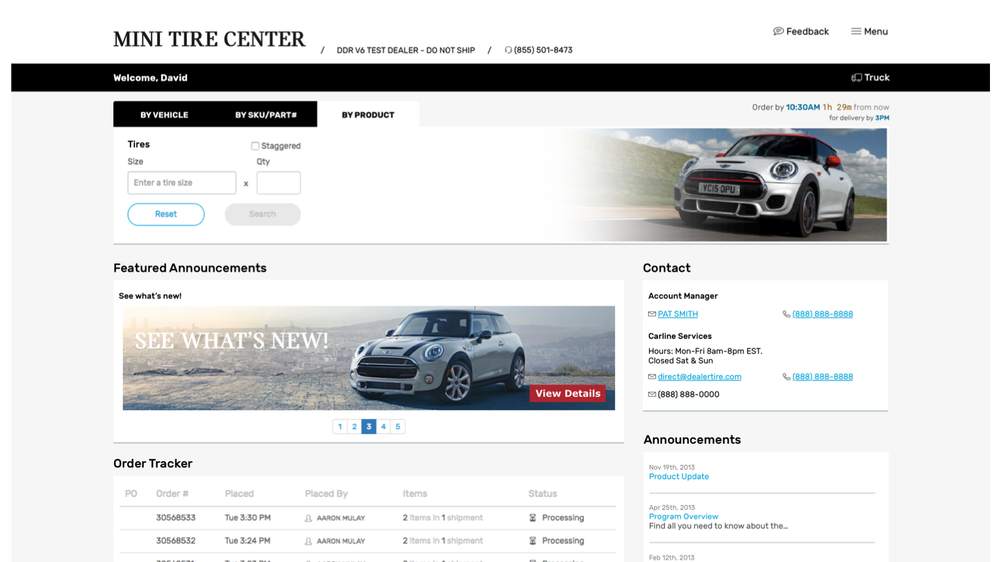 MINI TIRE CENTER / DDR V6 TEST DEALER - DO NOT SHIP / (855) 501-8473
Feedback Menu
Welcome, David Truck
BY VEHICLE BY SKU/PART# BY PRODUCT
Order by 10:30AM 1h 29m from now
for delivery by 3PM
Tires Staggered
Size Qty
Enter a tire size x
Reset Search
YC15 OPU
Featured Announcements
See what's new!
SEE WHAT'S NEW!
View Details
1 2 3 4 5
Contact
Account Manager
PAT SMITH (888) 888-8888
Carline Services
Hours: Mon-Fri 8am-8pm EST.
Closed Sat & Sun
direct@dealertire.com (888) 888-8888
(888) 888-0000
Order Tracker
PO Order # Placed Placed By Items Status
30568533 Tue 3:30 PM AARON MULAY 2 Items in 1 shipment Processing
30568532 Tue 3:24 PM AARON MULAY 2 Items in 1 shipment Processing
Announcements
Nov 19th, 2013
Product Update
Apr 25th, 2013
Program Overview
Find all you need to know about the...
Feb 12th, 2013